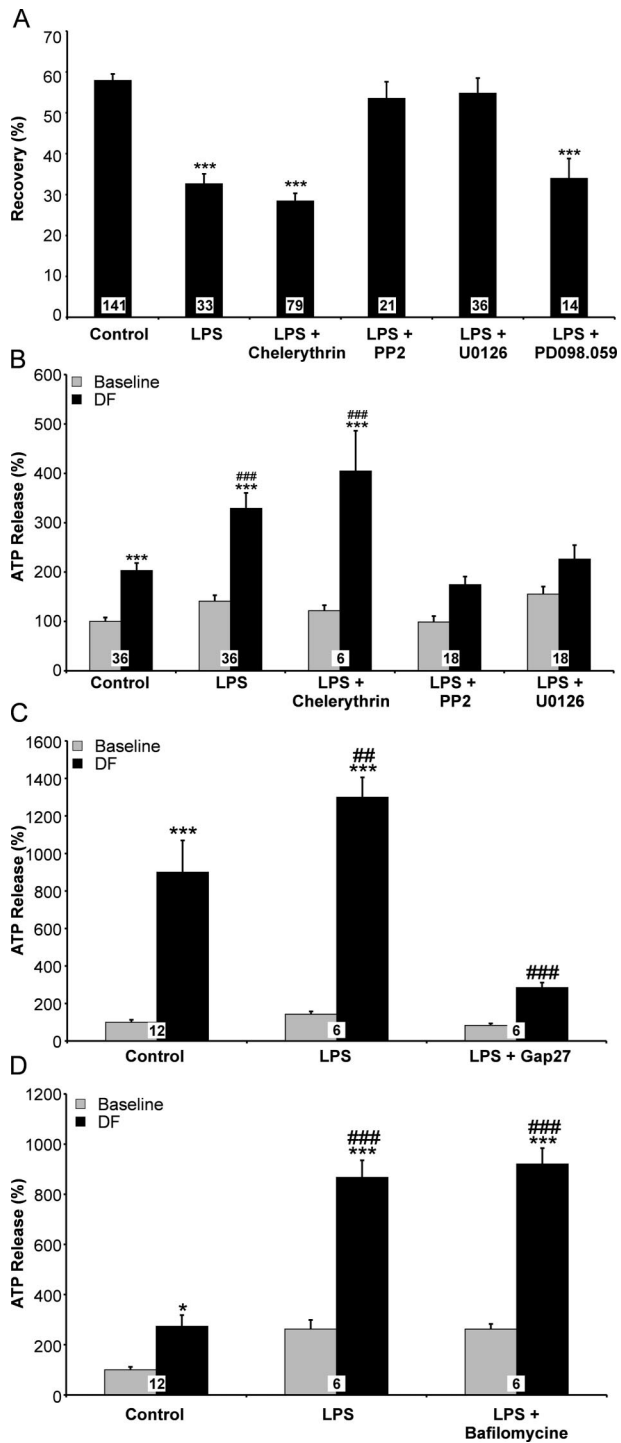 A
70
60
50
40
30
20
10
0
Recovery (%)
***
***
***
141
33
79
21
36
14
Control
LPS
LPS +
Chelerythrin
LPS +
PP2
LPS +
U0126
LPS +
PD098.059
B
600
500
400
300
200
100
0
ATP Release (%)
Baseline
DF
***
###
***
###
***
36
36
6
18
18
Control
LPS
LPS +
Chelerythrin
LPS +
PP2
LPS +
U0126
C
1600
1400
1200
1000
800
600
400
200
0
ATP Release (%)
Baseline
DF
***
##
***
###
12
6
6
Control
LPS
LPS + Gap27
D
1200
1000
800
600
400
200
0
ATP Release (%)
Baseline
DF
*
###
***
###
***
12
6
6
Control
LPS
LPS +
Bafilomycine